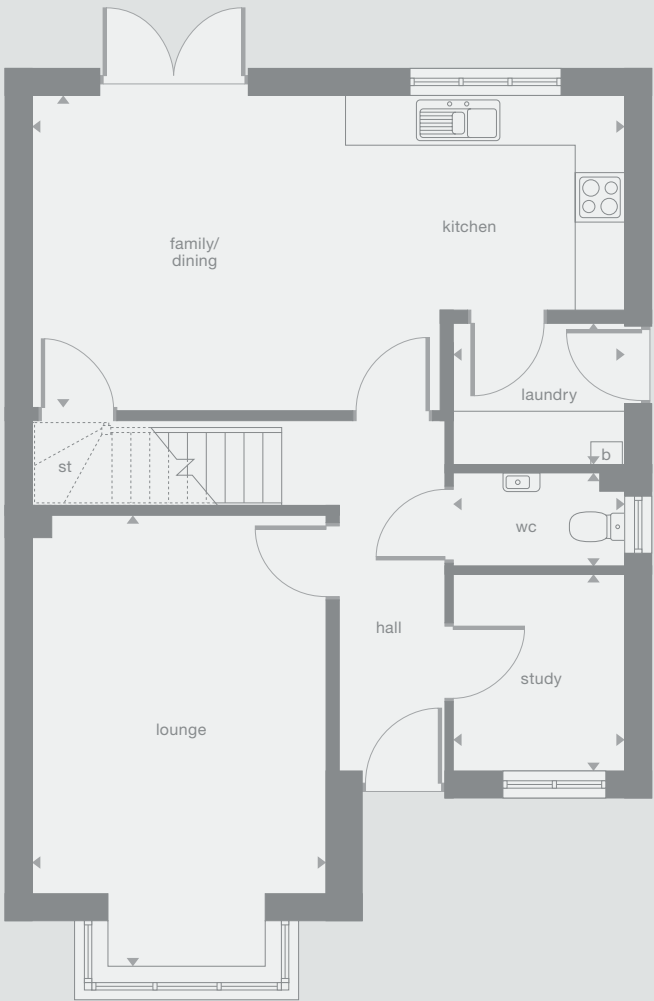 family/
dining
kitchen
laundry
b
st
wc
hall
study
lounge